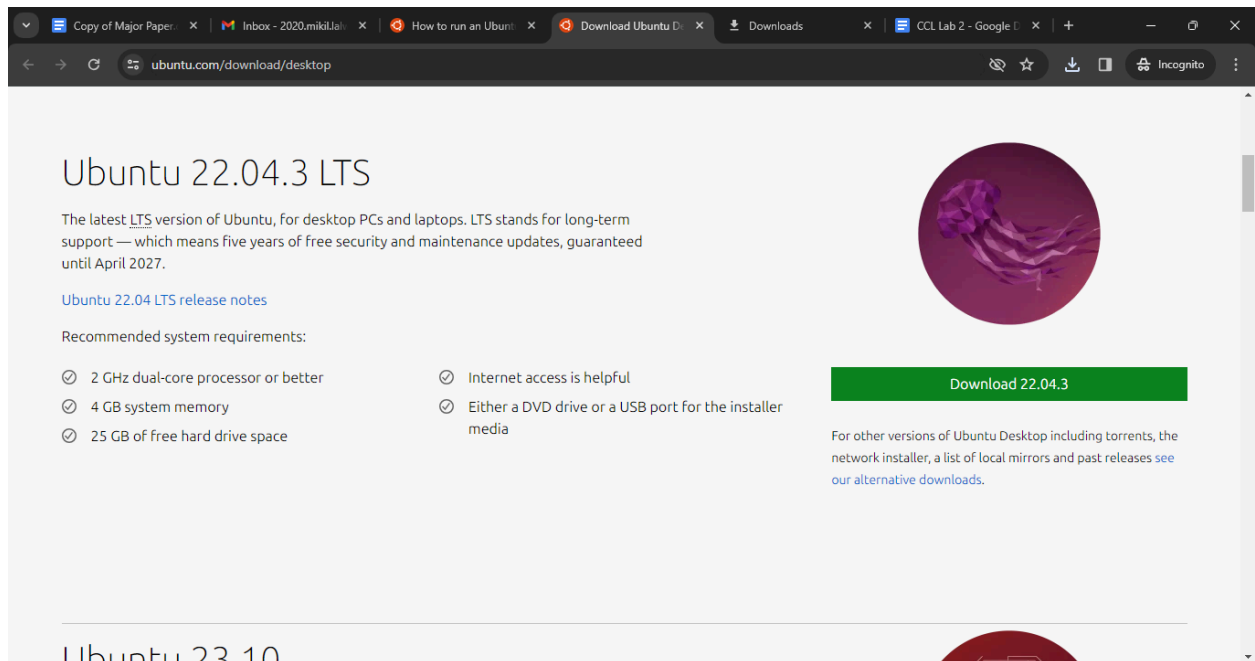 Copy of Major Paper.
Inbox - 2020.mikil.lalv
How to run an Ubunt
Download Ubuntu De
Downloads
CCL Lab 2 - Google D
ubuntu.com/download/desktop
Incognito
Ubuntu 22.04.3 LTS
The latest LTS version of Ubuntu, for desktop PCs and laptops. LTS stands for long-term
support — which means five years of free security and maintenance updates, guaranteed
until April 2027.
Ubuntu 22.04 LTS release notes
Recommended system requirements:
2 GHz dual-core processor or better
4 GB system memory
25 GB of free hard drive space
Internet access is helpful
Either a DVD drive or a USB port for the installer
media
Download 22.04.3
For other versions of Ubuntu Desktop including torrents, the
network installer, a list of local mirrors and past releases see
our alternative downloads.
Ubuntu 23.10